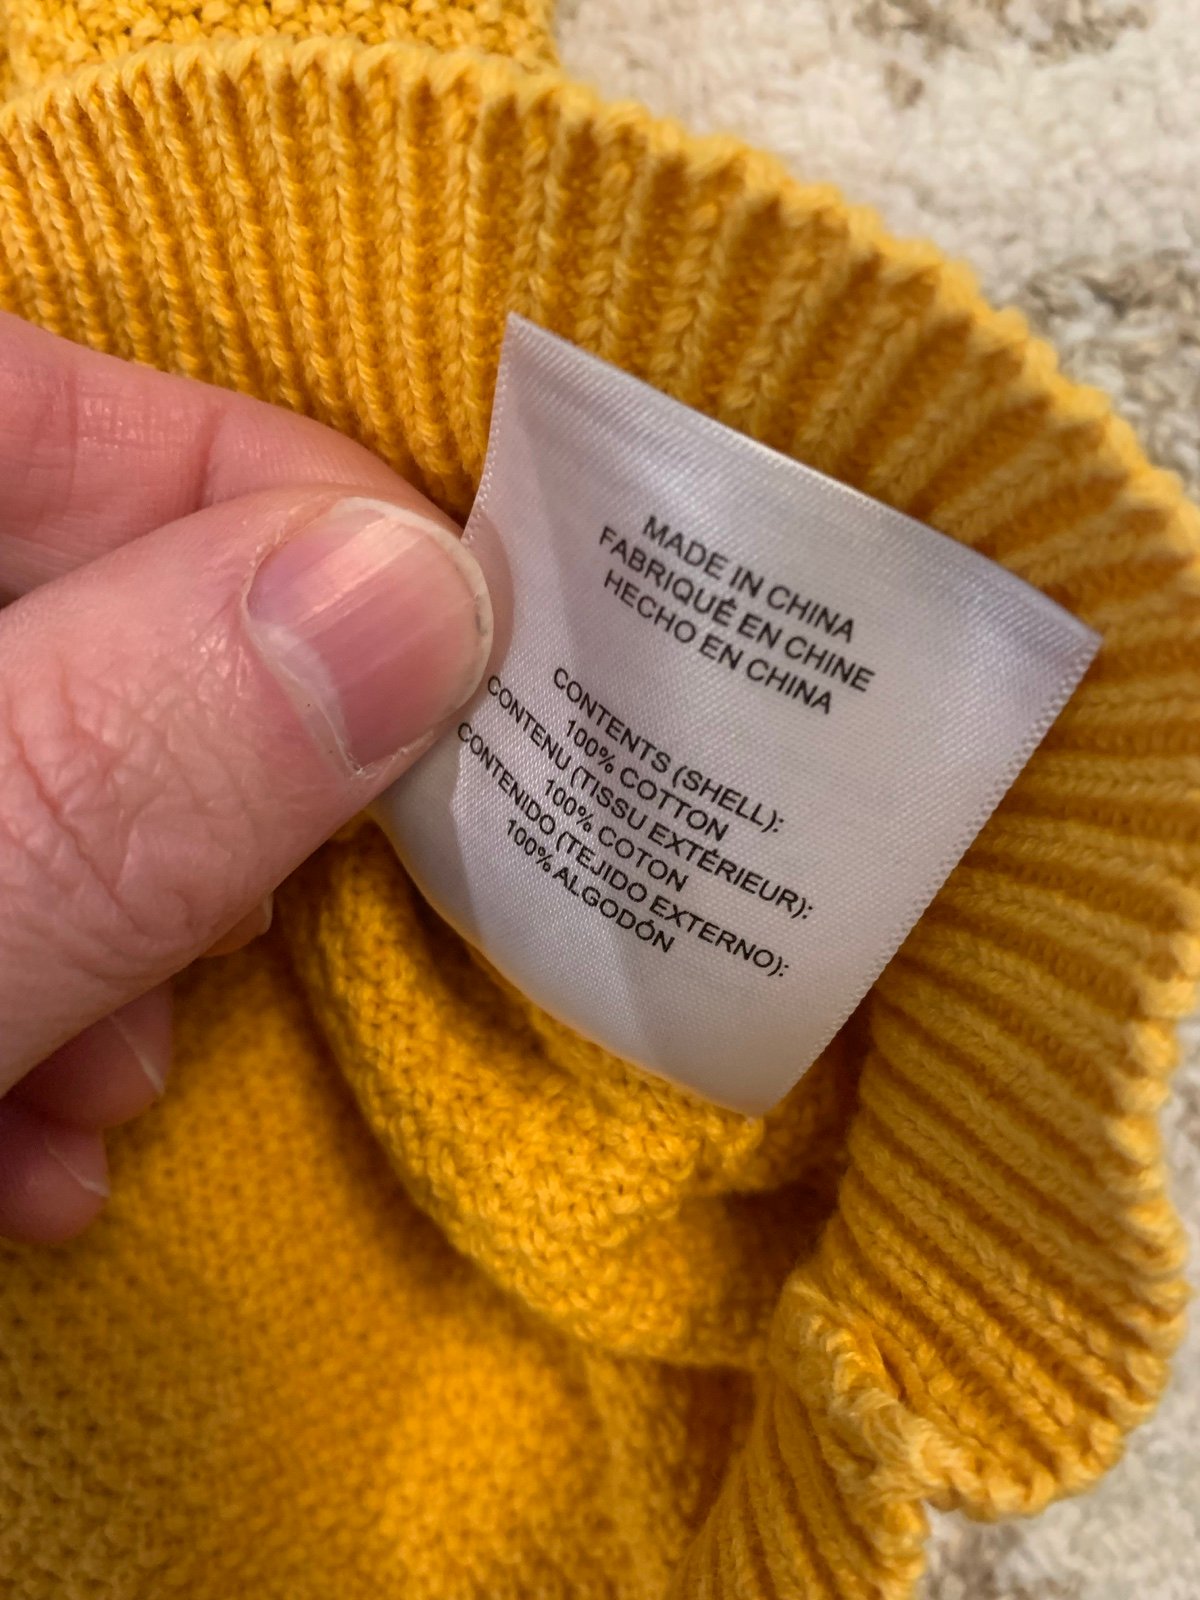 MADE IN CHINA
FABRIQUÉ EN CHINE
HECHO EN CHINA
CONTENTS (SHELL):
100% COTTON
CONTENU (TISSU EXTÉRIEUR):
100% COTON
CONTENIDO (TEJIDO EXTERNO):
100% ALGODÓN